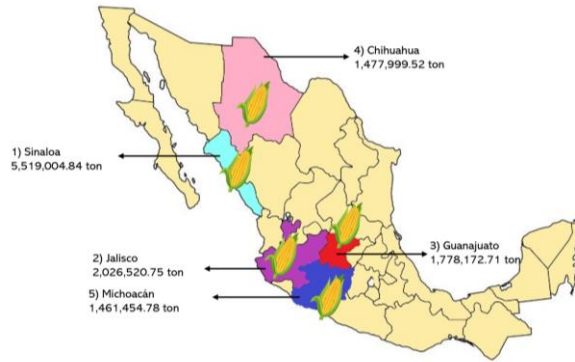 4) Chihuahua
1,477,999.52 ton
1) Sinaloa
5,519,004.84 ton
3) Guanajuato
1,778,172.71 ton
2) Jalisco
2,026,520.75 ton
5) Michoacán
1,461,454.78 ton